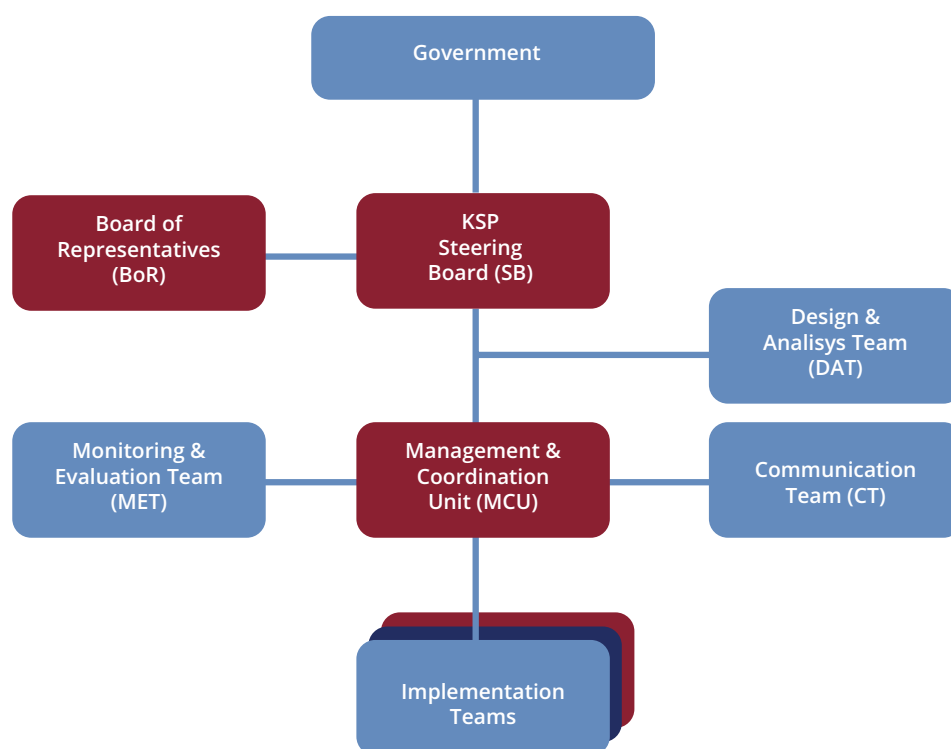 Government
Board of
Representatives
(BoR)
KSP
Steering
Board (SB)
Design &
Analisys Team
(DAT)
Monitoring &
Evaluation Team
(MET)
Management &
Coordination
Unit (MCU)
Communication
Team (CT)
Implementation
Teams